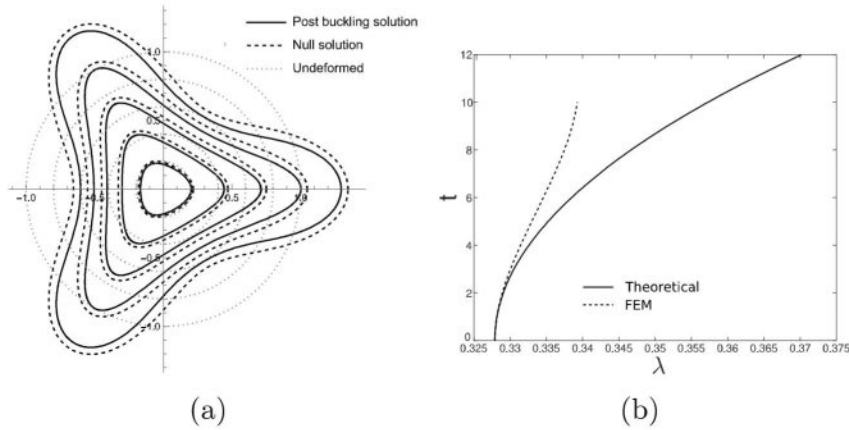 Post buckling solution
Null solution
Undeformed
1.0
0.5
−1.0
−0.5
0.5
1.0
−0.5
−1.0
t
12
10
8
6
4
2
0
Theoretical
FEM
0.325 0.33 0.335 0.34 0.345 0.35 0.355 0.36 0.365 0.37 0.375
λ
(a) (b)